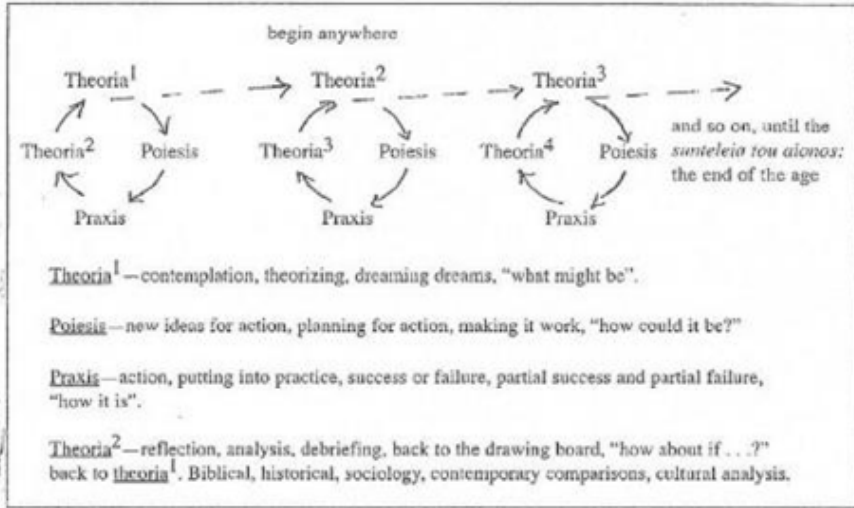 begin anywhere
Theoria1 Theoria2 Theoria3
Theoria2 Poiesis Theoria3 Poiesis Theoria4 Poiesis
and so on, until the
sunteleia tou aionos:
the end of the age
Praxis Praxis Praxis
Theoria1—contemplation, theorizing, dreaming dreams, “what might be”.
Poiesis—new ideas for action, planning for action, making it work, “how could it be?”
Praxis—action, putting into practice, success or failure, partial success and partial failure,
“how it is”.
Theoria2—reflection, analysis, debriefing, back to the drawing board, “how about if . . .?”
back to theoria1. Biblical, historical, sociology, contemporary comparisons, cultural analysis.